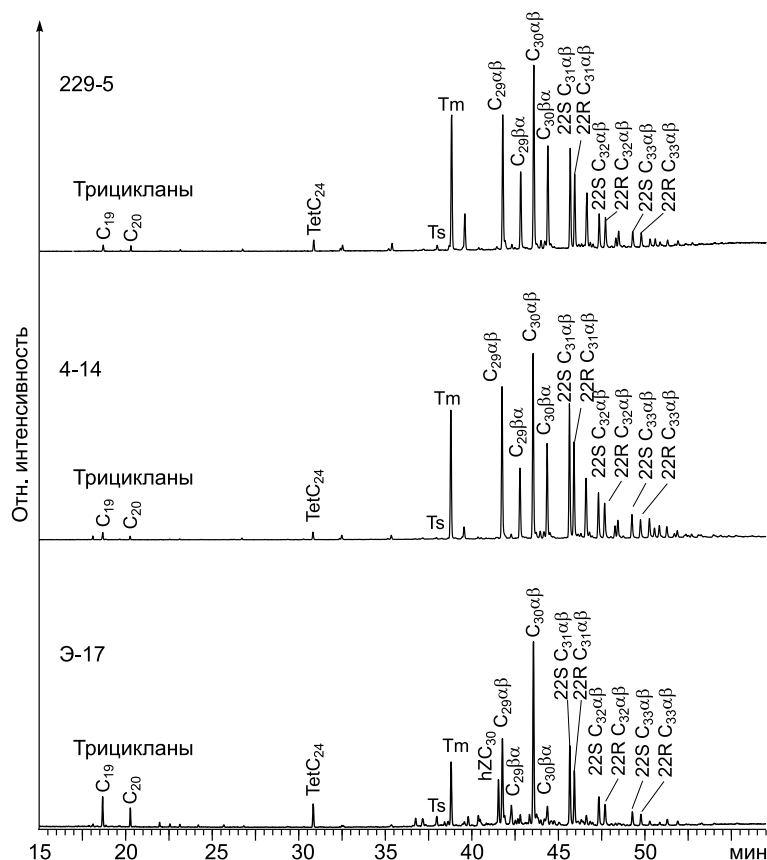 Отн. интенсивность
229-5
Трицикланы
C₁₉
C₂₀
TetC₂₄
Ts
Tm
C₂₉αβ
C₂₉βα
C₃₀αβ
C₃₀βα
22S C₃₁αβ
22R C₃₁αβ
22S C₃₂αβ
22R C₃₂αβ
22S C₃₃αβ
22R C₃₃αβ
4-14
Трицикланы
C₁₉
C₂₀
TetC₂₄
Ts
Tm
C₂₉αβ
C₂₉βα
C₃₀αβ
C₃₀βα
22S C₃₁αβ
22R C₃₁αβ
22S C₃₂αβ
22R C₃₂αβ
22S C₃₃αβ
22R C₃₃αβ
Э-17
Трицикланы
C₁₉
C₂₀
TetC₂₄
Ts
Tm
hZC₃₀
C₂₉αβ
C₂₉βα
C₃₀αβ
C₃₀βα
22S C₃₁αβ
22R C₃₁αβ
22S C₃₂αβ
22R C₃₂αβ
22S C₃₃αβ
22R C₃₃αβ
15 20 25 30 35 40 45 50 мин